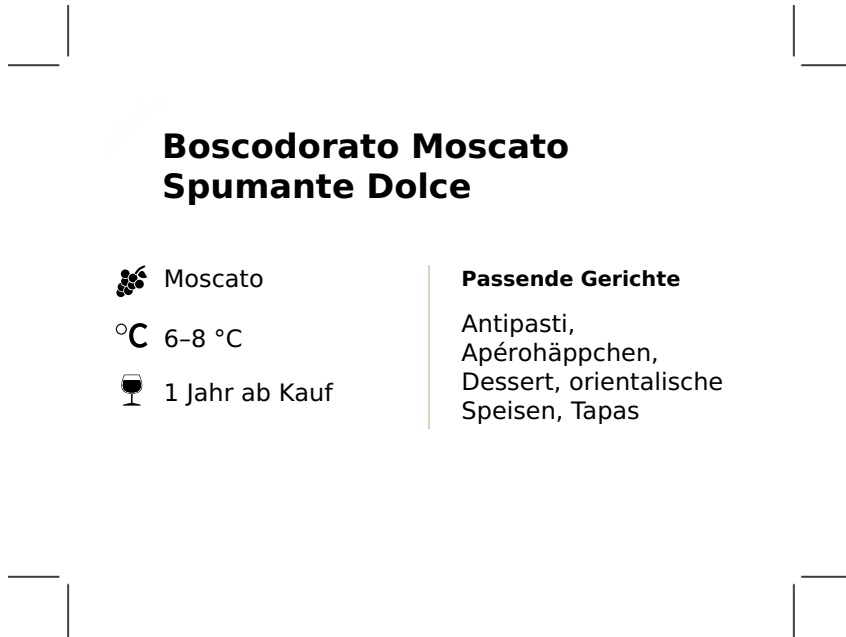 Boscodorato Moscato
Spumante Dolce
Moscato
°C 6–8 °C
1 Jahr ab Kauf
Passende Gerichte
Antipasti,
Apérohäppchen,
Dessert, orientalische
Speisen, Tapas